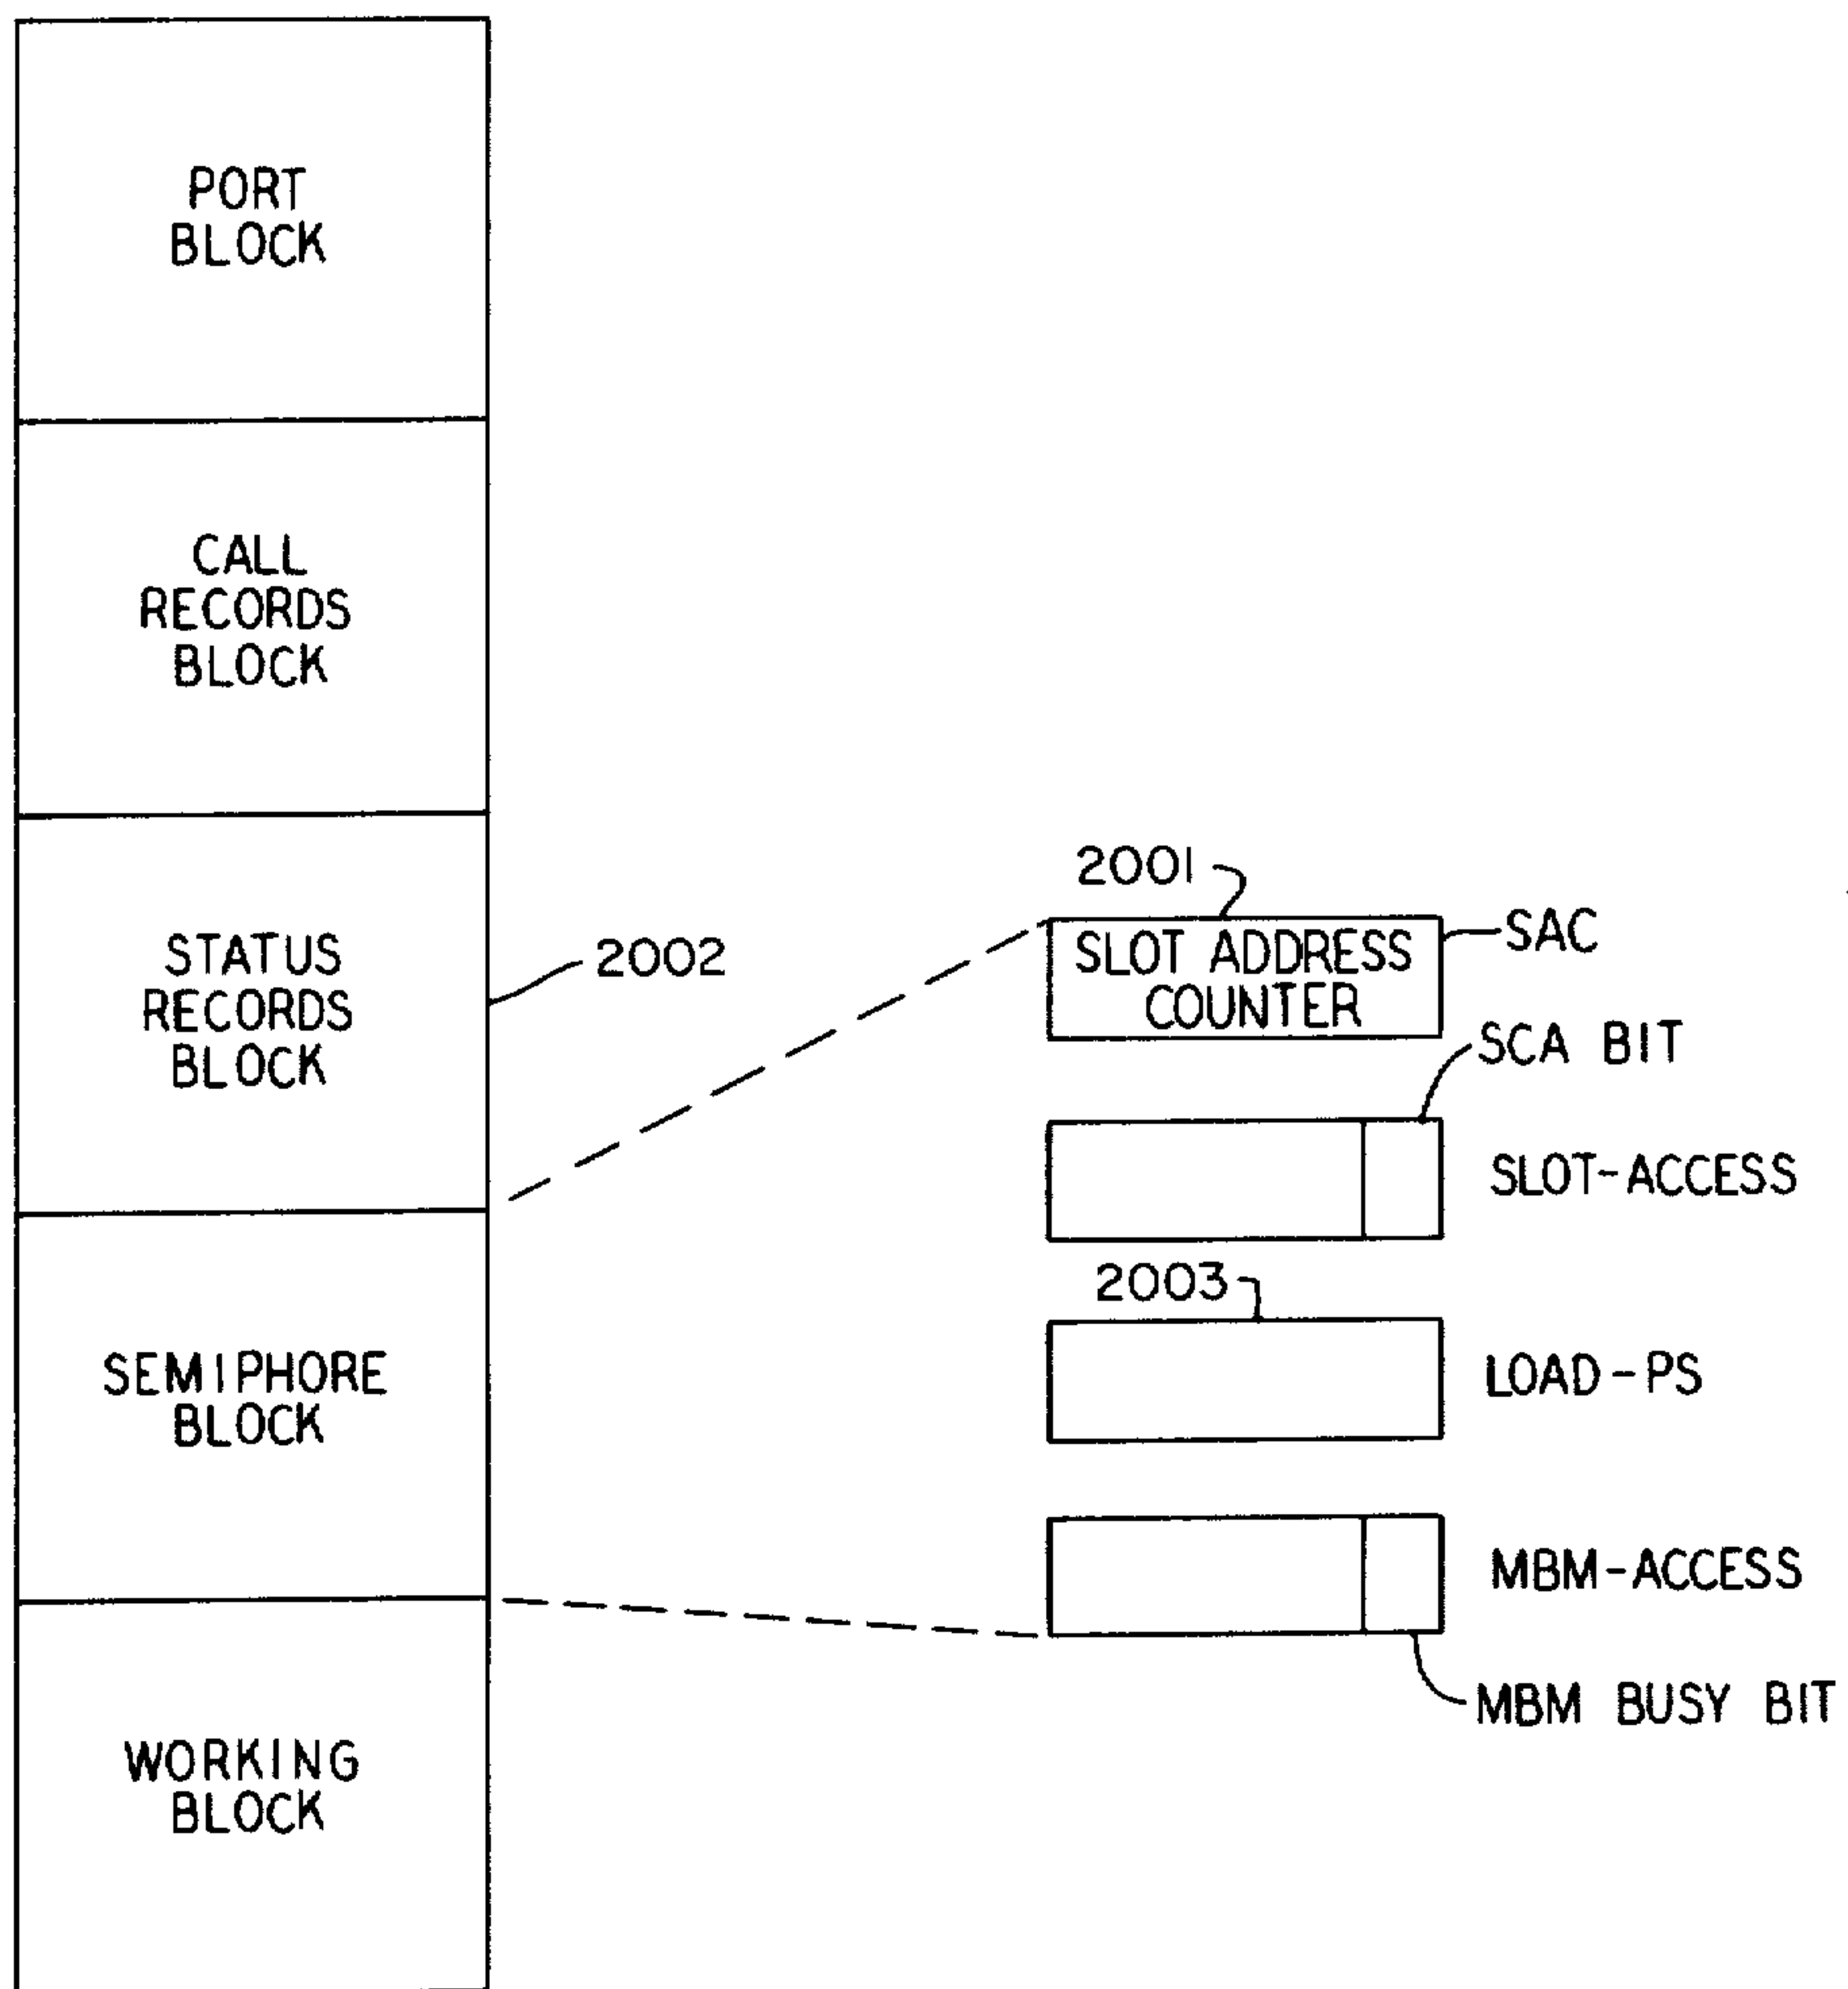 PORT
BLOCK
CALL
RECORDS
BLOCK
STATUS
RECORDS
BLOCK
2002
SEMIPHORE
BLOCK
WORKING
BLOCK
2001
SLOT ADDRESS
COUNTER
SAC
SCA BIT
SLOT-ACCESS
2003
LOAD-PS
MBM-ACCESS
MBM BUSY BIT